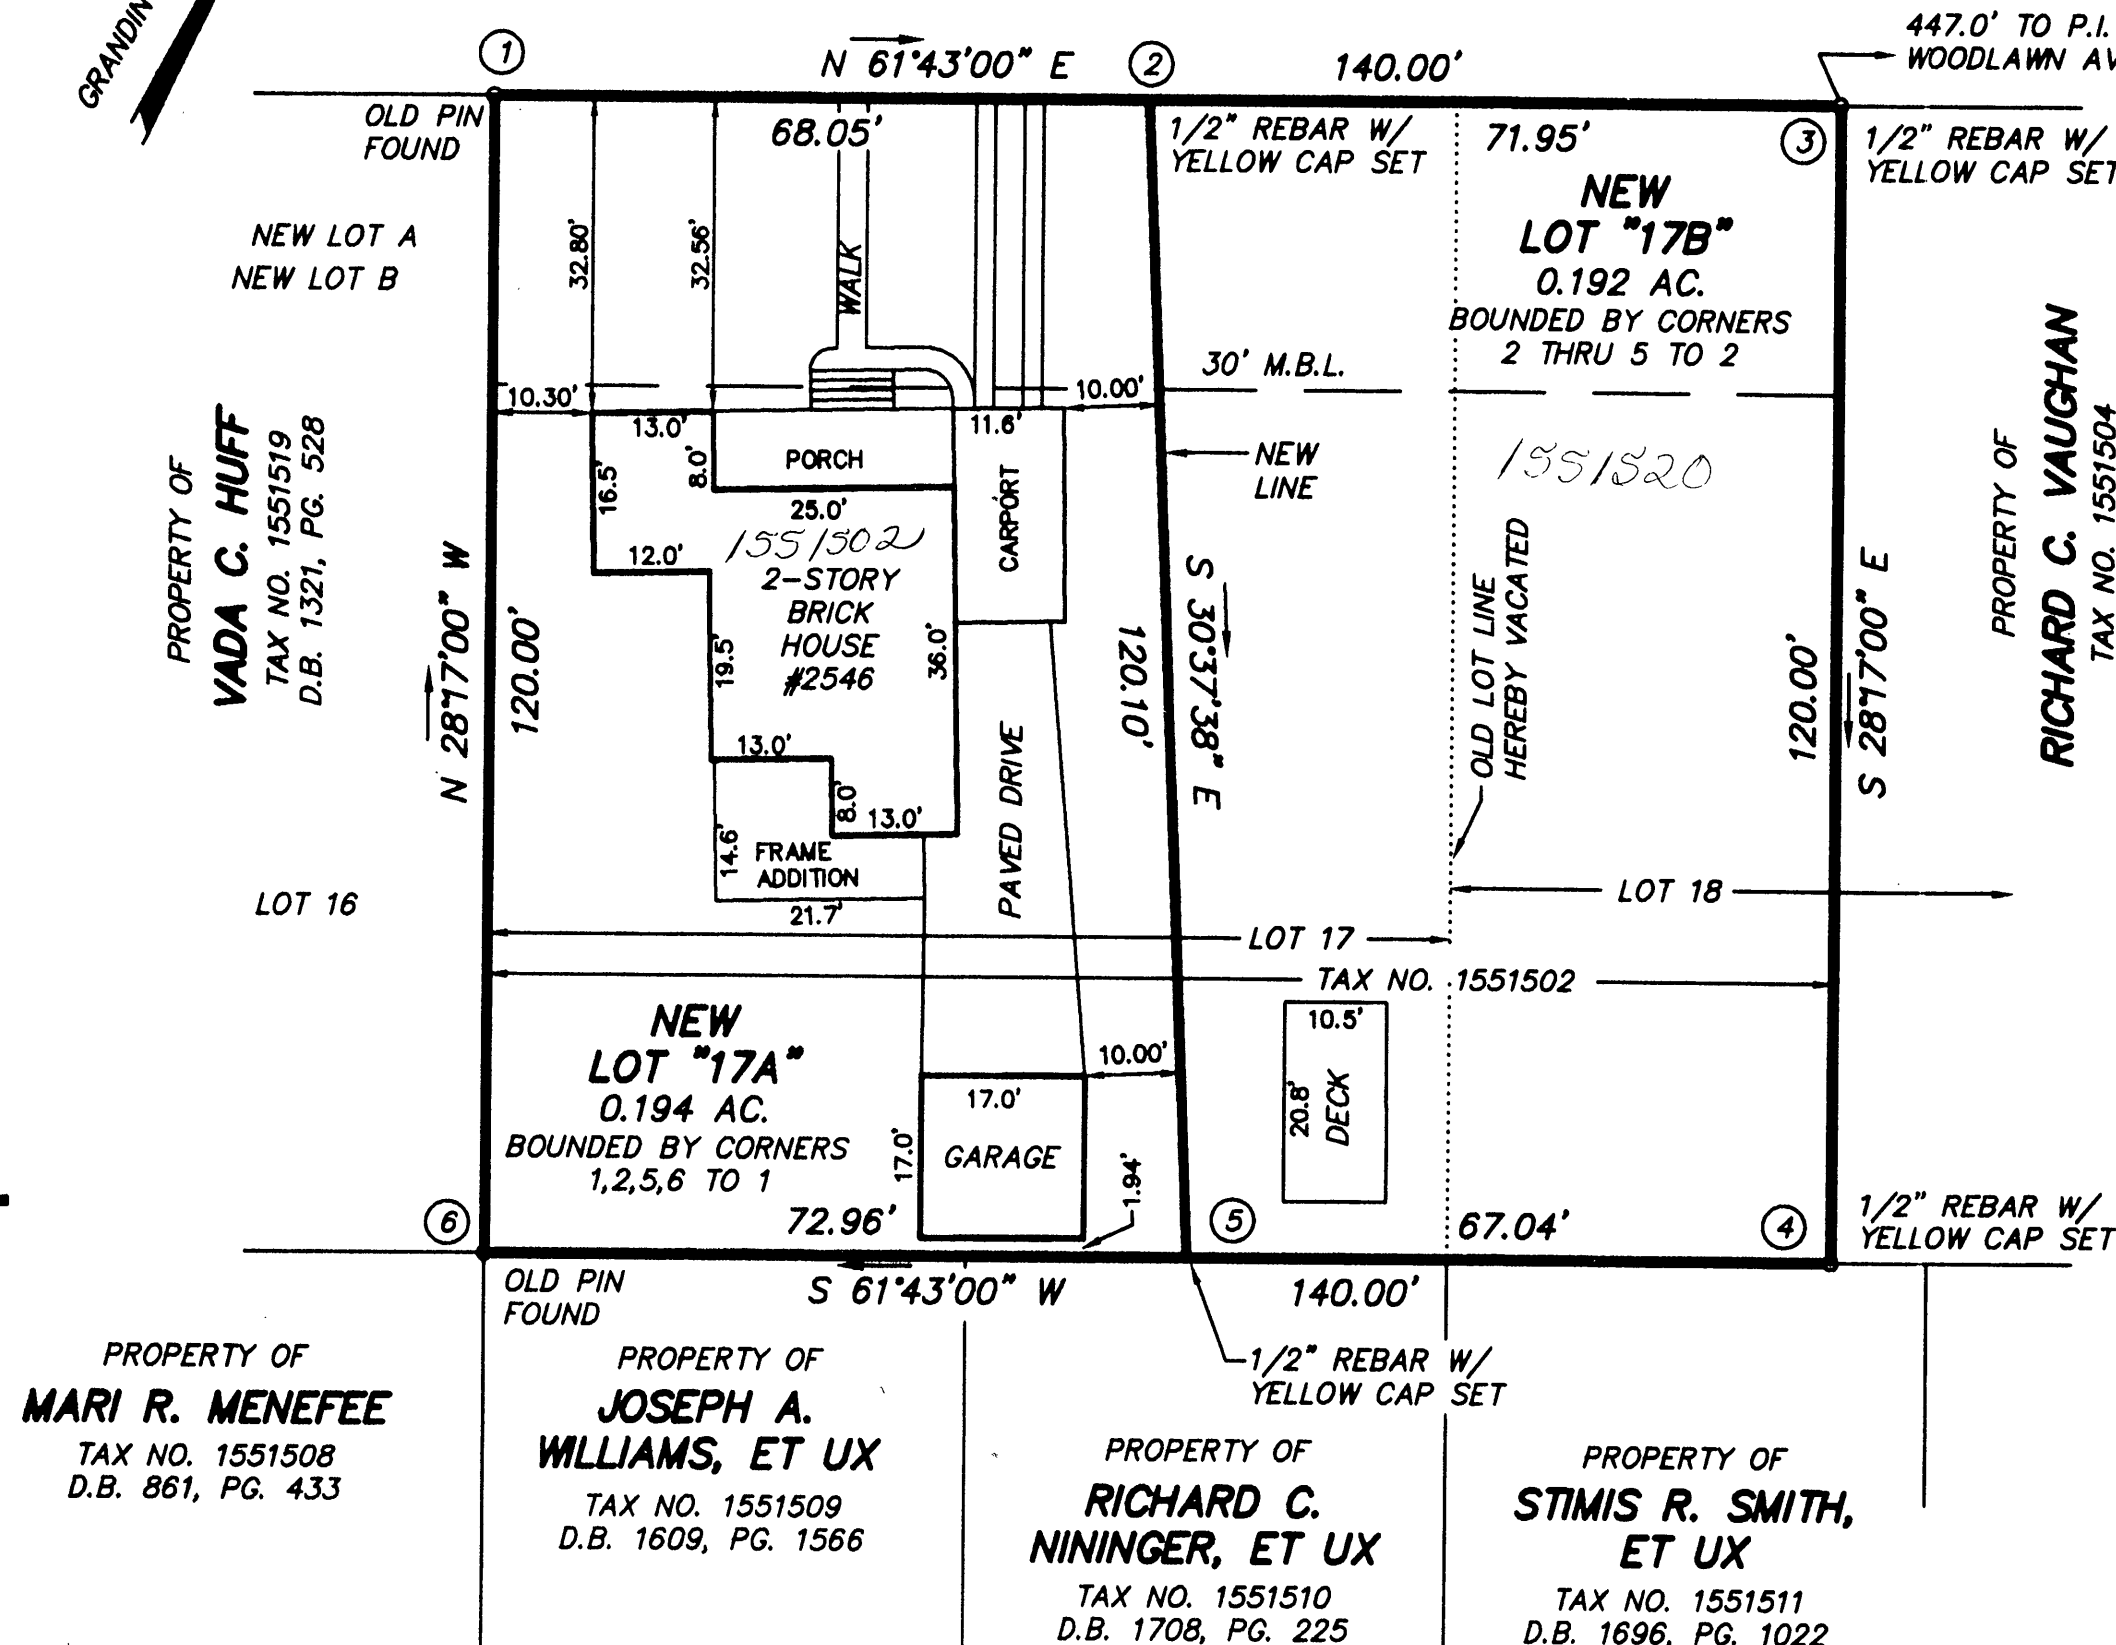 GRANDIN
447.0' TO P.I.
WOODLAWN AV
1
N 61°43'00" E
2
140.00'
OLD PIN
FOUND
68.05'
1/2" REBAR W/
YELLOW CAP SET
71.95'
3
1/2" REBAR W/
YELLOW CAP SET
NEW LOT A
NEW LOT B
32.80'
32.56'
WALK
NEW
LOT "17B"
0.192 AC.
BOUNDED BY CORNERS
2 THRU 5 TO 2
30' M.B.L.
10.30'
10.00'
13.0'
11.6'
16.5'
8.0'
PORCH
25.0'
CARPORT
NEW
LINE
1551520
1551502
2-STORY
BRICK
HOUSE
#2546
12.0'
19.5'
36.0'
13.0'
8.0'
13.0'
14.6'
FRAME
ADDITION
21.7'
PAVED DRIVE
PROPERTY OF
VADA C. HUFF
TAX NO. 1551519
D.B. 1321, PG. 528
N 28°17'00" W
120.00'
120.10'
S 30°37'38" E
OLD LOT LINE
HEREBY VACATED
120.00'
S 28°17'00" E
PROPERTY OF
RICHARD C. VAUGHAN
TAX NO. 1551504
LOT 16
LOT 18
LOT 17
TAX NO. 1551502
NEW
LOT "17A"
0.194 AC.
BOUNDED BY CORNERS
1,2,5,6 TO 1
10.00'
17.0'
17.0'
GARAGE
1.94'
10.5'
20.8'
DECK
6
72.96'
5
67.04'
4
1/2" REBAR W/
YELLOW CAP SET
OLD PIN
FOUND
S 61°43'00" W
140.00'
1/2" REBAR W/
YELLOW CAP SET
PROPERTY OF
MARI R. MENEFEE
TAX NO. 1551508
D.B. 861, PG. 433
PROPERTY OF
JOSEPH A.
WILLIAMS, ET UX
TAX NO. 1551509
D.B. 1609, PG. 1566
PROPERTY OF
RICHARD C.
NININGER, ET UX
TAX NO. 1551510
D.B. 1708, PG. 225
PROPERTY OF
STIMIS R. SMITH,
ET UX
TAX NO. 1551511
D.B. 1696, PG. 1022